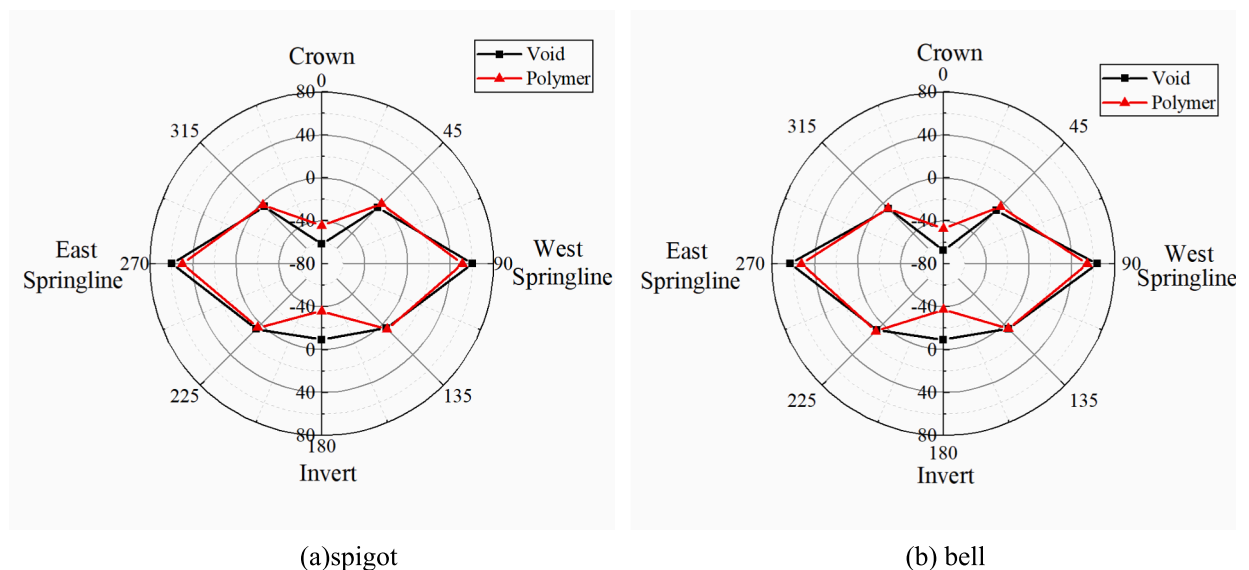 Crown
0
Void
Polymer
80
315
45
40
0
-40
East
Springline
270
-80
90
West
Springline
-40
0
225
135
40
80
180
Invert
(a)spigot
Crown
0
Void
Polymer
80
315
45
40
0
-40
East
Springline
270
-80
90
West
Springline
-40
0
225
135
40
80
180
Invert
(b) bell